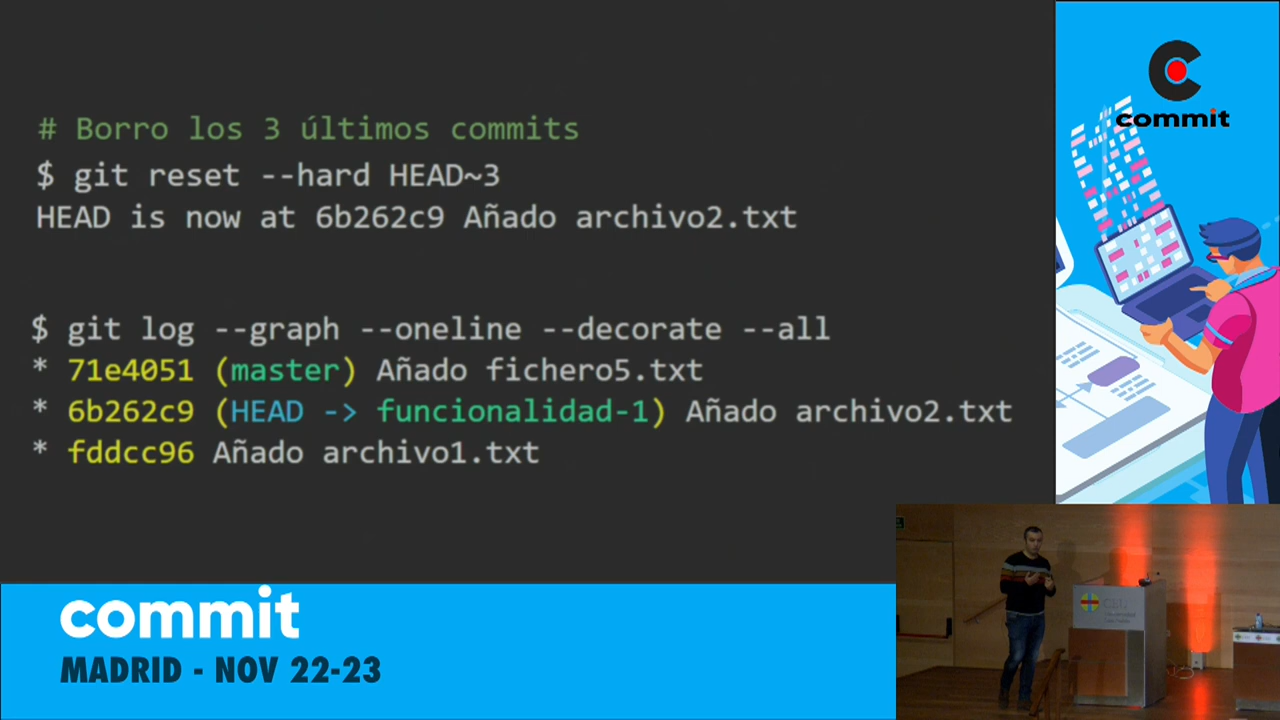 # Borro los 3 últimos commits
$ git reset --hard HEAD~3
HEAD is now at 6b262c9 Añado archivo2.txt
$ git log --graph --oneline --decorate --all
* 71e4051 (master) Añado fichero5.txt
* 6b262c9 (HEAD -> funcionalidad-1) Añado archivo2.txt
* fddcc96 Añado archivo1.txt
commit
commit
MADRID - NOV 22-23
CEU